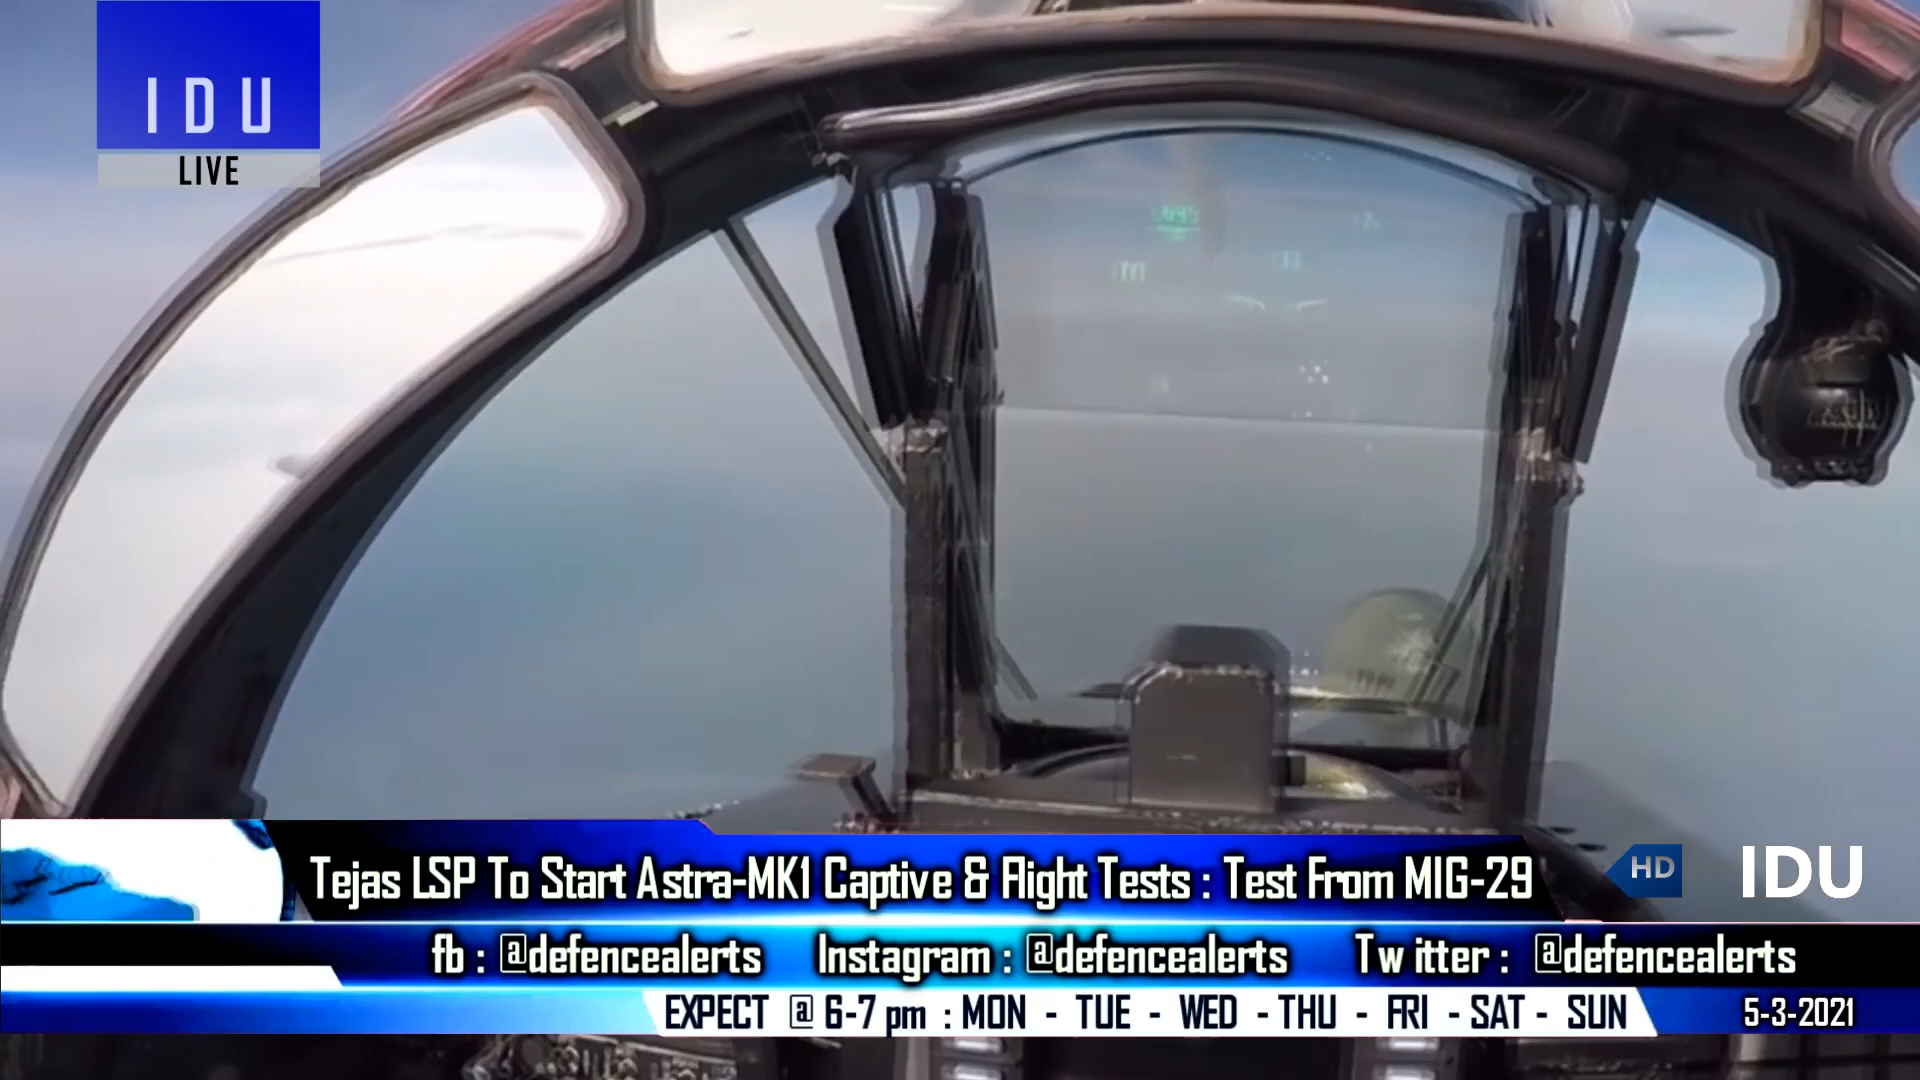 IDU
LIVE
Tejas LSP To Start Astra-MK1 Captive & Flight Tests : Test From MIG-29
HD
IDU
fb : @defencealerts Instagram : @defencealerts Twitter : @defencealerts
EXPECT @ 6-7 pm : MON - TUE - WED - THU - FRI - SAT - SUN
5-3-2021